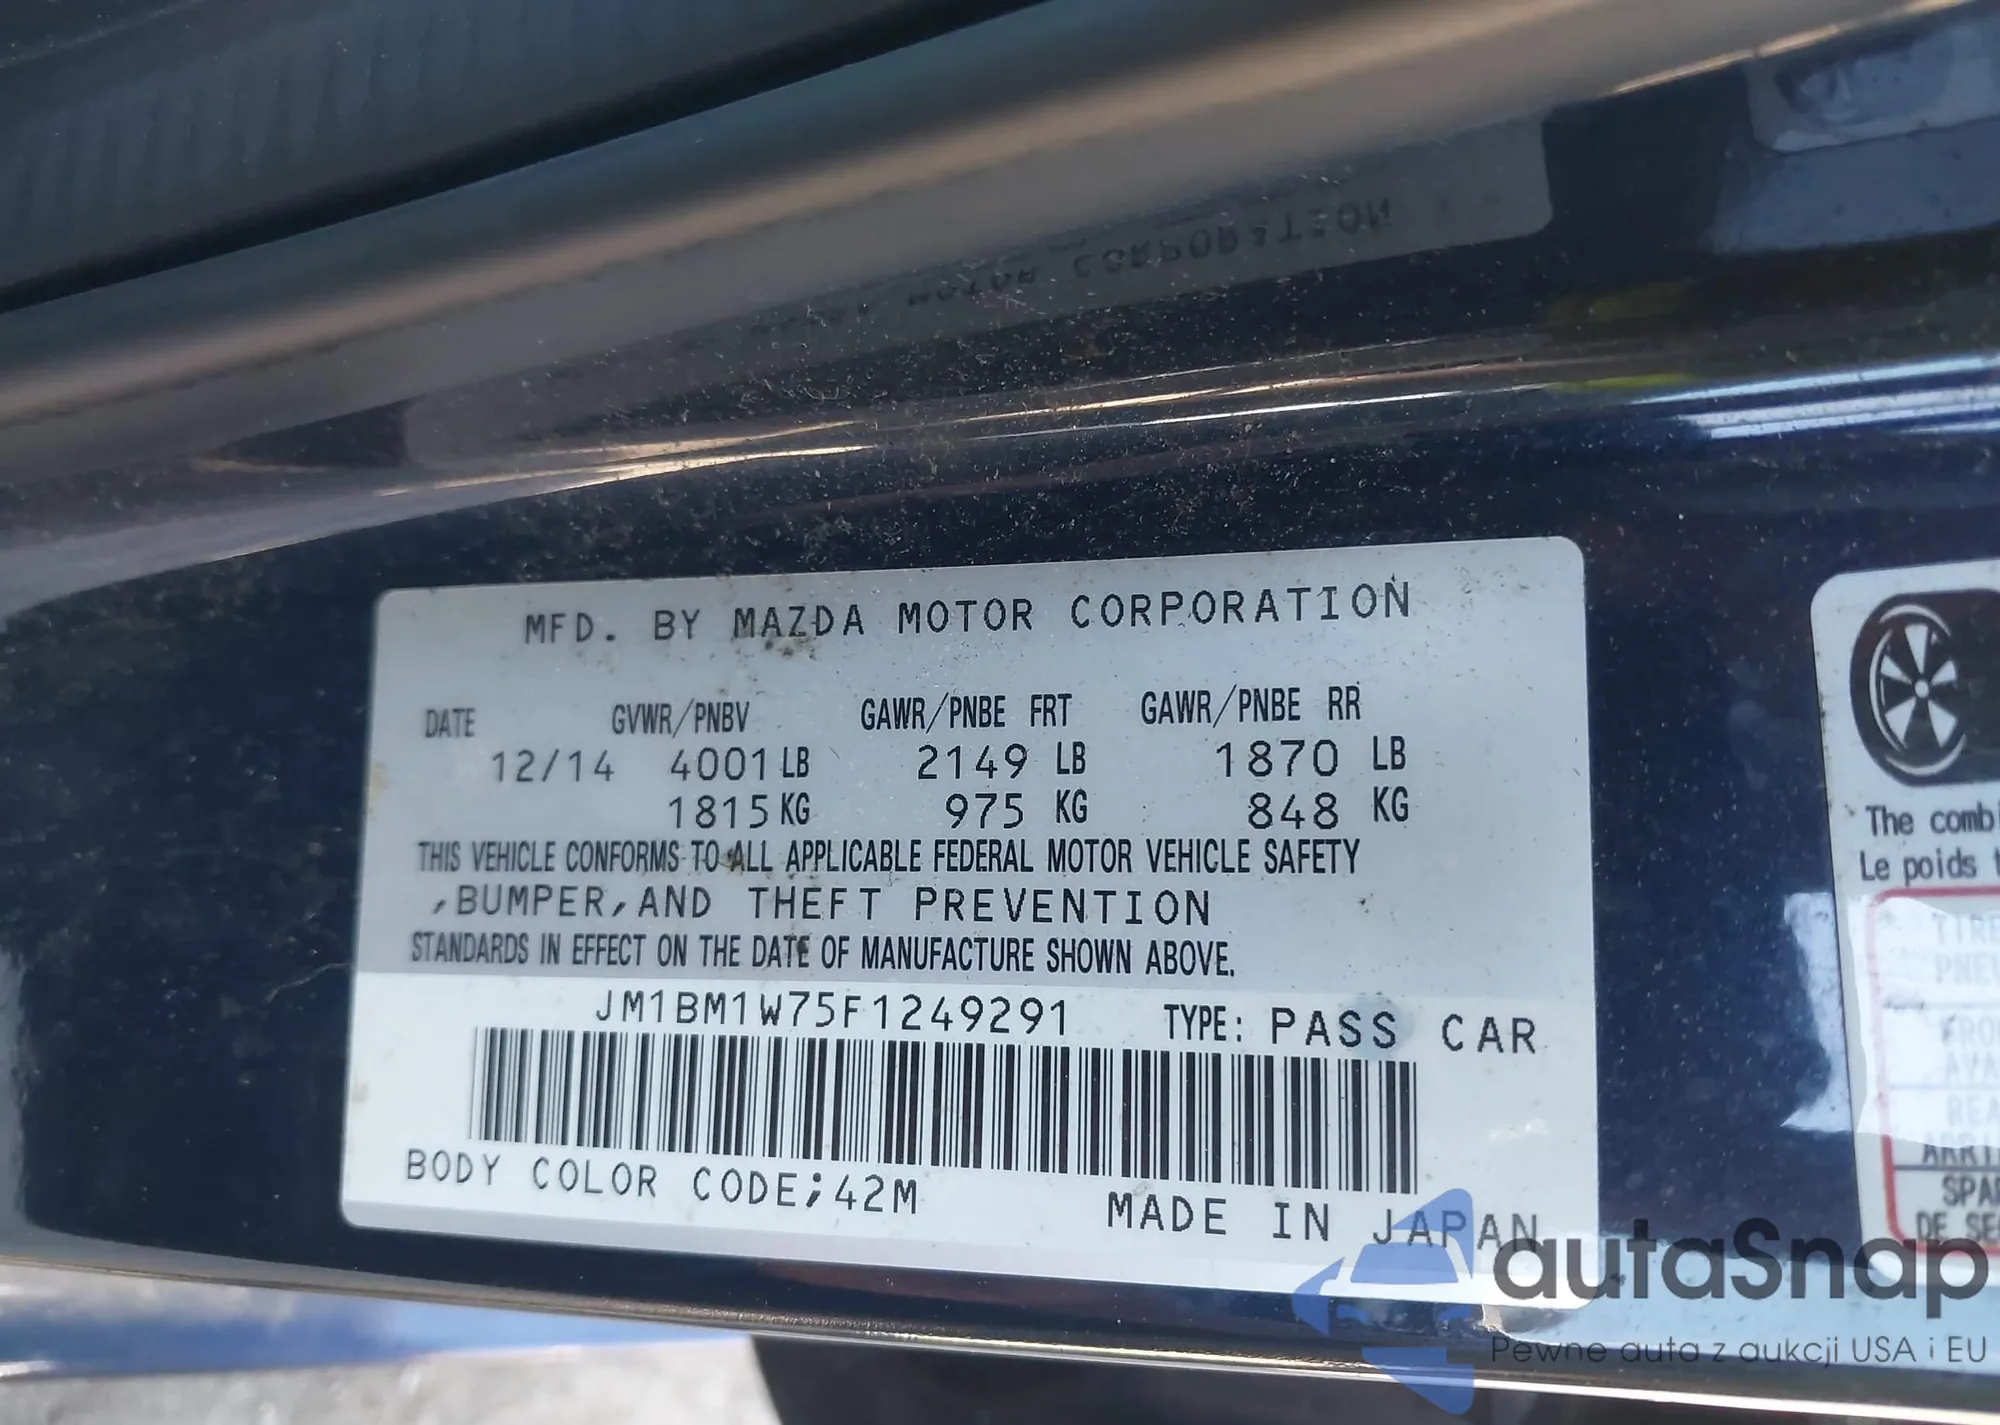 MFD. BY MAZDA MOTOR CORPORATION
DATE GVWR/PNBV GAWR/PNBE FRT GAWR/PNBE RR
12/14 4001 LB 2149 LB 1870 LB
1815 KG 975 KG 848 KG
THIS VEHICLE CONFORMS TO ALL APPLICABLE FEDERAL MOTOR VEHICLE SAFETY
,BUMPER,AND THEFT PREVENTION
STANDARDS IN EFFECT ON THE DATE OF MANUFACTURE SHOWN ABOVE.
JM1BM1W75F1249291 TYPE: PASS CAR
BODY COLOR CODE;42M
MADE IN JAPAN
The
Le poids
autaSnap
Pewne auta z aukcji USA i EU